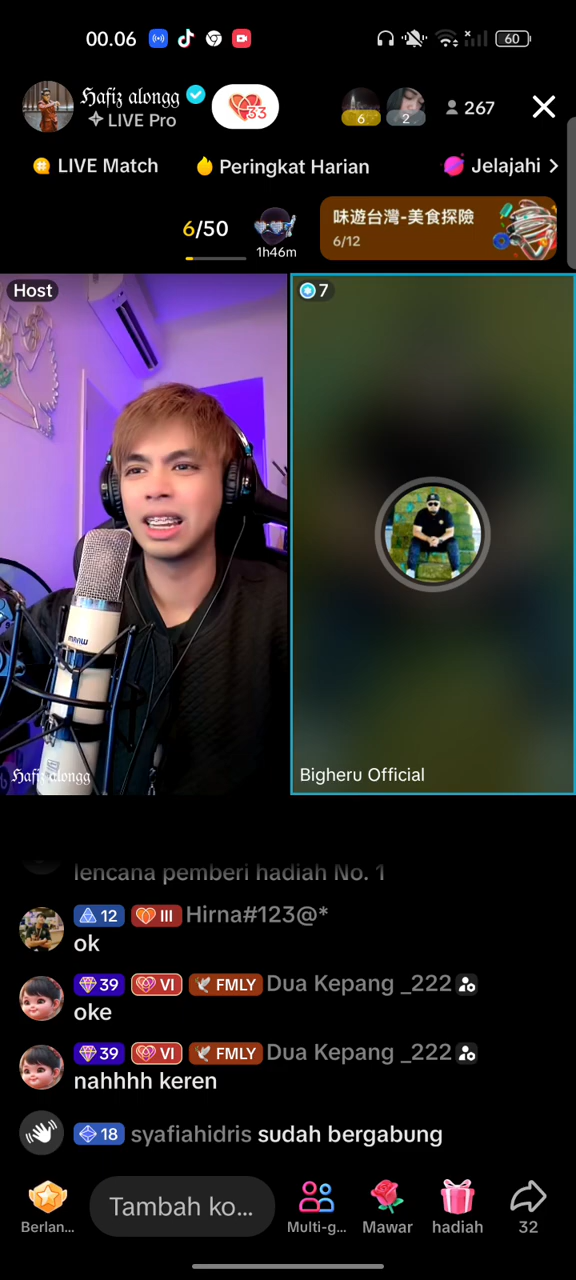 00.06
60
Hafiz alongg
LIVE Pro
33
6
2
267
LIVE Match
Peringkat Harian
Jelajahi
6/50
1h46m
味遊台灣-美食探險
6/12
Host
7
MAXW
Hafiz alongg
Bigheru Official
lencana pemberi hadiah No. 1
12 III Hirna#123@*
ok
39 VI FMLY Dua Kepang _222
oke
39 VI FMLY Dua Kepang _222
nahhhh keren
18 syafiahidris sudah bergabung
Tambah ko...
Berlan...
Multi-g...
Mawar
hadiah
32